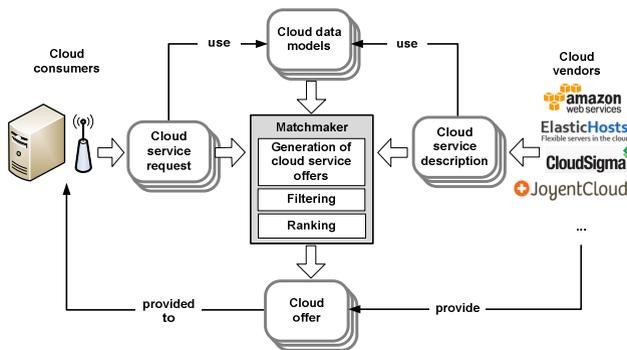 Cloud data
models
use
use
Cloud
consumers
Cloud
vendors
amazon
web services
ElasticHosts
Flexible servers in the cloud
CloudSigma
JoyentCloud
...
Cloud
service
request
Matchmaker
Generation of
cloud service
offers
Filtering
Ranking
Cloud
service
description
Cloud
offer
provided
to
provide